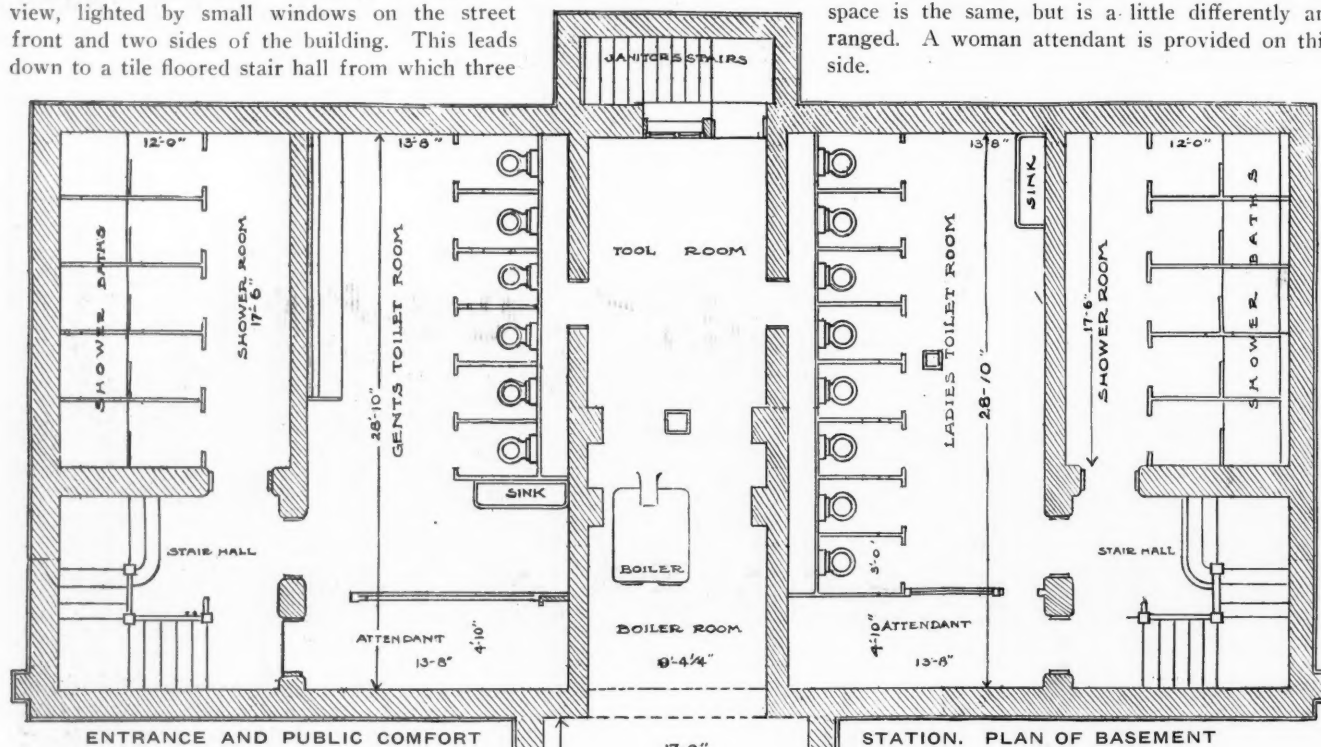 view, lighted by small windows on the street
front and two sides of the building. This leads
down to a tile floored stair hall from which three
space is the same, but is a little differently ar
ranged. A woman attendant is provided on thi
side.
JANITORS STAIRS
12'-0"
13'-8"
13'-8"
12'-0"
SHOWER BATHS
SHOWER ROOM
17'-6"
28'-10"
GENTS TOILET ROOM
TOOL ROOM
LADIES TOILET ROOM
28'-10"
SINK
SHOWER ROOM
17'-6"
SHOWER BATHS
SINK
STAIR HALL
BOILER
3'-0"
STAIR HALL
ATTENDANT
13-8"
4'-10"
BOILER ROOM
9'-4 1/4"
4'-10"
ATTENDANT
13'-8"
ENTRANCE AND PUBLIC COMFORT
STATION. PLAN OF BASEMENT